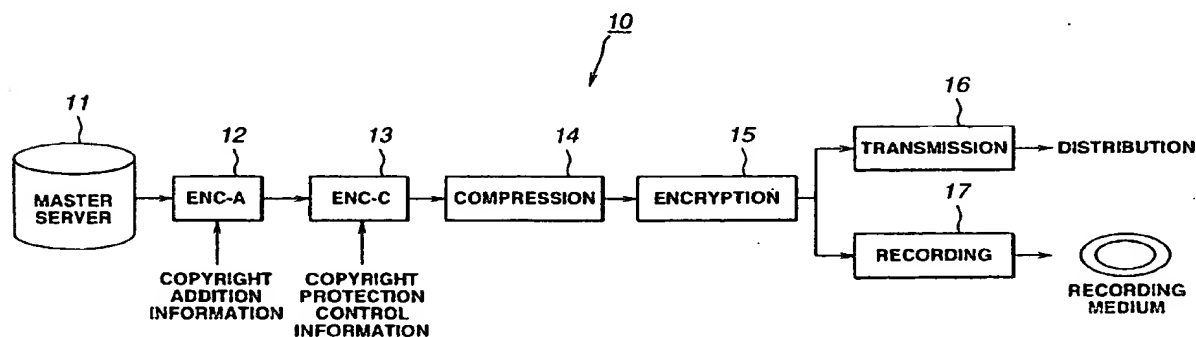 10
11
12
13
14
15
16
17
MASTER
SERVER
ENC-A
ENC-C
COMPRESSION
ENCRYPTION
TRANSMISSION
DISTRIBUTION
RECORDING
COPYRIGHT
ADDITION
INFORMATION
COPYRIGHT
PROTECTION
CONTROL
INFORMATION
RECORDING
MEDIUM